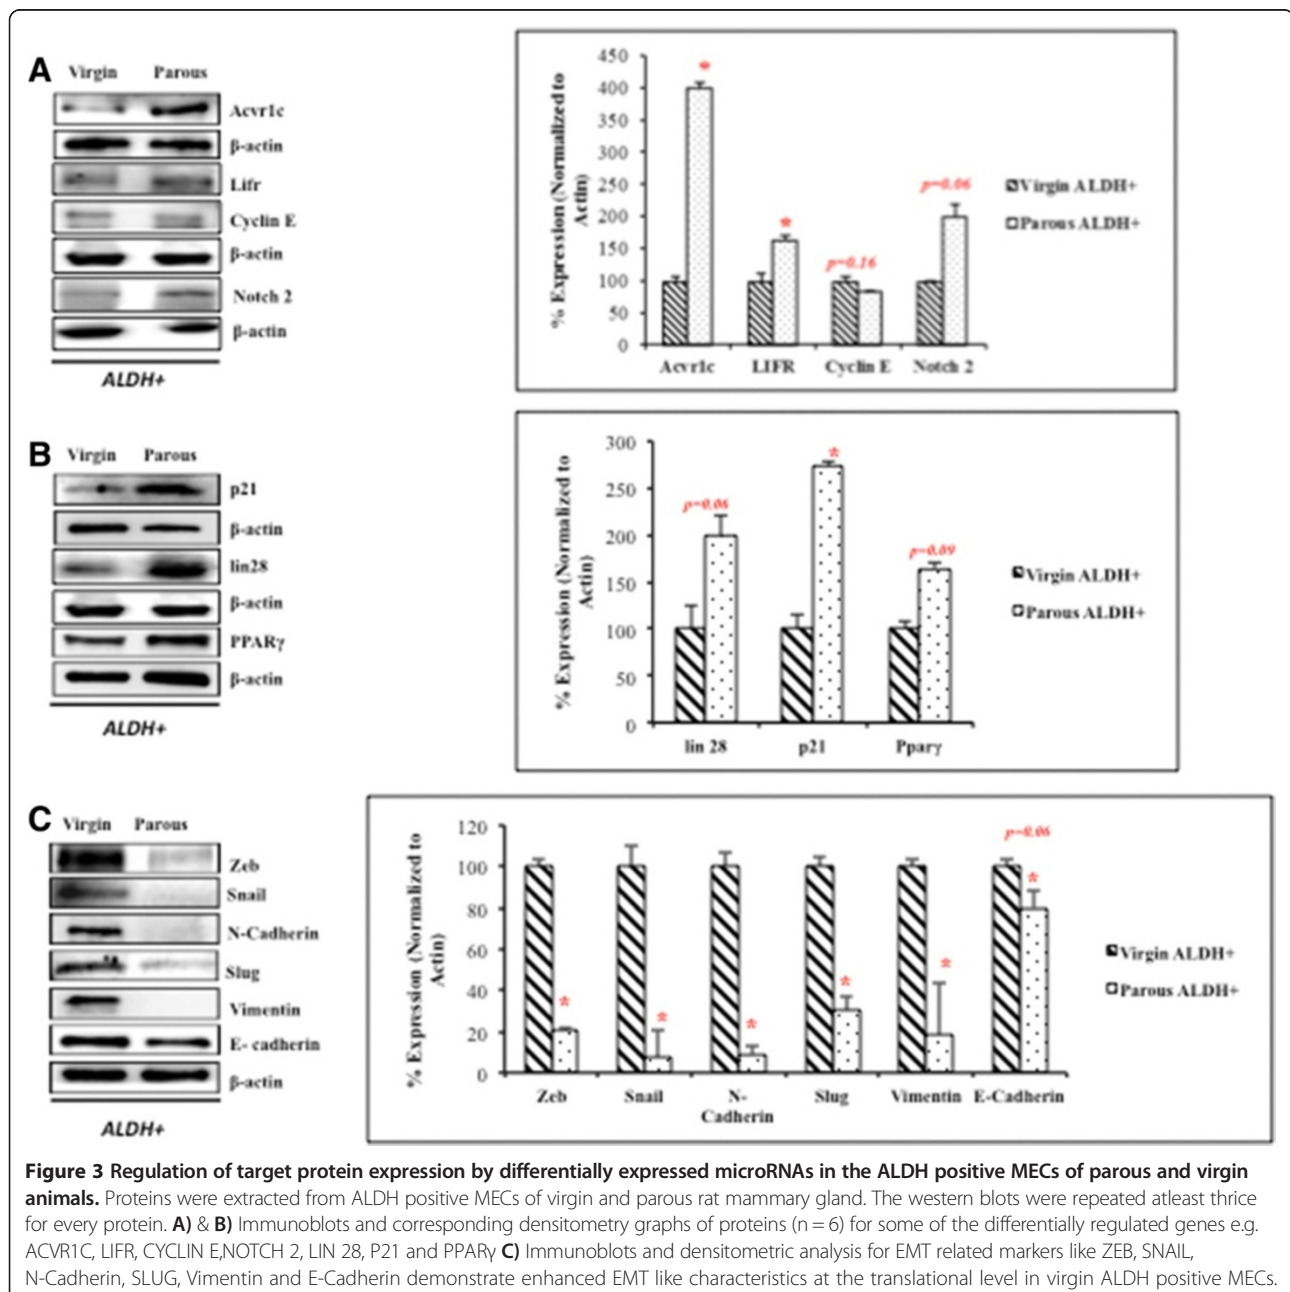 A
Virgin Parous
Acvr1c
β-actin
Lifr
Cyclin E
β-actin
Notch 2
β-actin
ALDH+
% Expression (Normalized to
Actin)
450
400
350
300
250
200
150
100
50
0
*
*
p=0.16
p=0.06
Acvr1c LIFR Cyclin E Notch 2
Virgin ALDH+
Parous ALDH+
B
Virgin Parous
p21
β-actin
lin28
β-actin
PPARγ
β-actin
ALDH+
% Expression (Normalized to
Actin)
300
250
200
150
100
50
0
p=0.06
*
p=0.09
lin 28 p21 Pparγ
Virgin ALDH+
Parous ALDH+
C
Virgin Parous
Zeb
Snail
N-Cadherin
Slug
Vimentin
E- cadherin
β-actin
ALDH+
% Expression (Normalized to
Actin)
120
100
80
60
40
20
0
*
*
*
*
*
p=0.06
*
Zeb Snail N- Slug Vimentin E-Cadherin
Cadherin
Virgin ALDH+
Parous ALDH+
Figure 3 Regulation of target protein expression by differentially expressed microRNAs in the ALDH positive MECs of parous and virgin
animals. Proteins were extracted from ALDH positive MECs of virgin and parous rat mammary gland. The western blots were repeated atleast thrice
for every protein. A) & B) Immunoblots and corresponding densitometry graphs of proteins (n = 6) for some of the differentially regulated genes e.g.
ACVR1C, LIFR, CYCLIN E,NOTCH 2, LIN 28, P21 and PPARγ C) Immunoblots and densitometric analysis for EMT related markers like ZEB, SNAIL,
N-Cadherin, SLUG, Vimentin and E-Cadherin demonstrate enhanced EMT like characteristics at the translational level in virgin ALDH positive MECs.